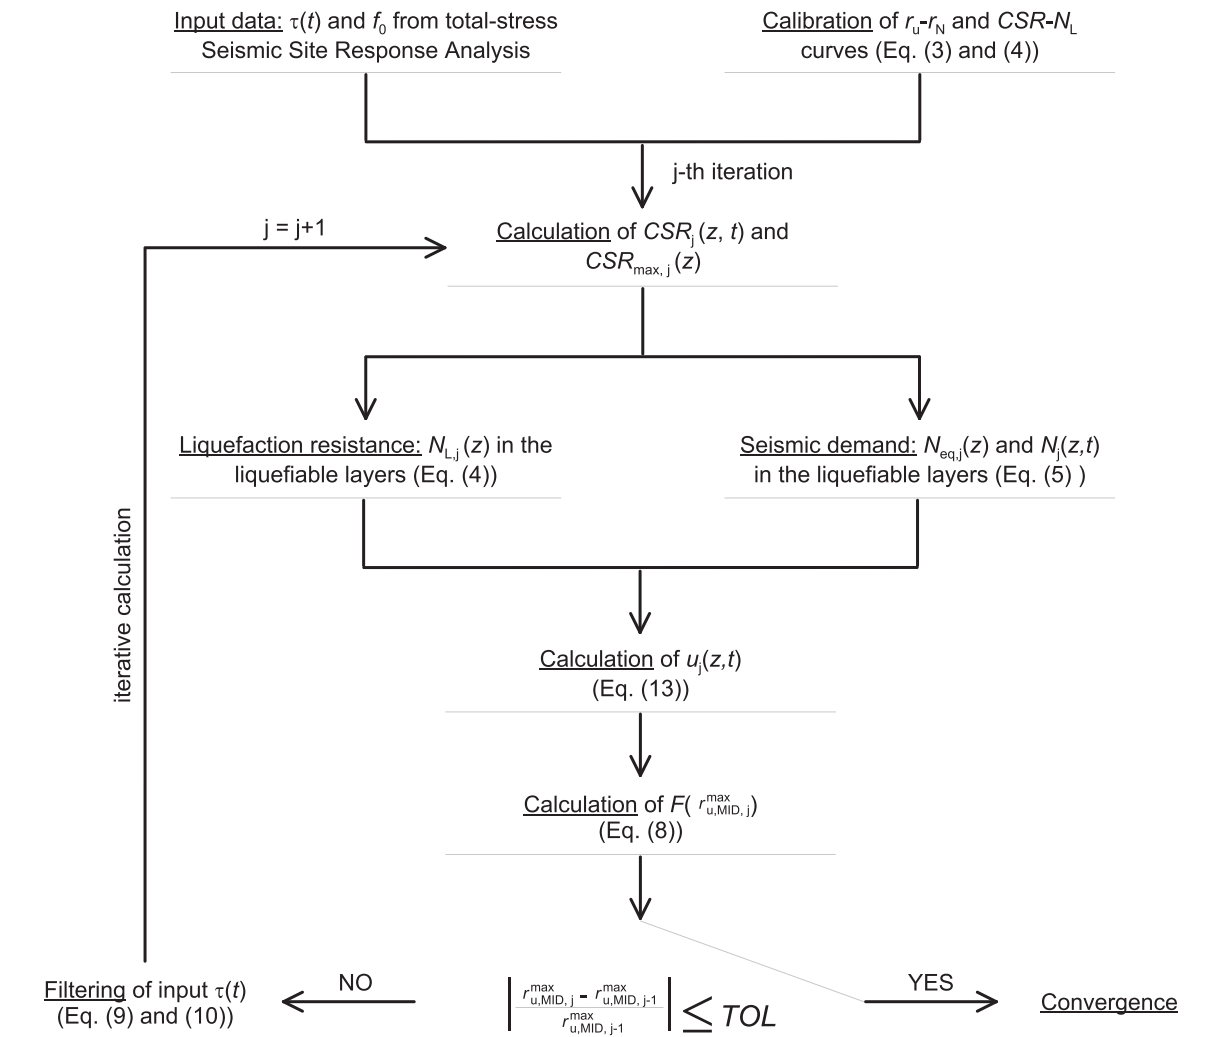 Input data: τ(t) and f0 from total-stress
Seismic Site Response Analysis
Calibration of ru-rN and CSR-NL
curves (Eq. (3) and (4))
j-th iteration
j = j+1
Calculation of CSRj(z, t) and
CSRmax, j(z)
Liquefaction resistance: NL,j(z) in the
liquefiable layers (Eq. (4))
Seismic demand: Neq,j(z) and Nj(z,t)
in the liquefiable layers (Eq. (5) )
iterative calculation
Calculation of uj(z,t)
(Eq. (13))
Calculation of F( r max u,MID, j)
(Eq. (8))
Filtering of input τ(t)
(Eq. (9) and (10))
NO
| r max u,MID, j - r max u,MID, j-1 / r max u,MID, j-1 | ≤ TOL
YES
Convergence